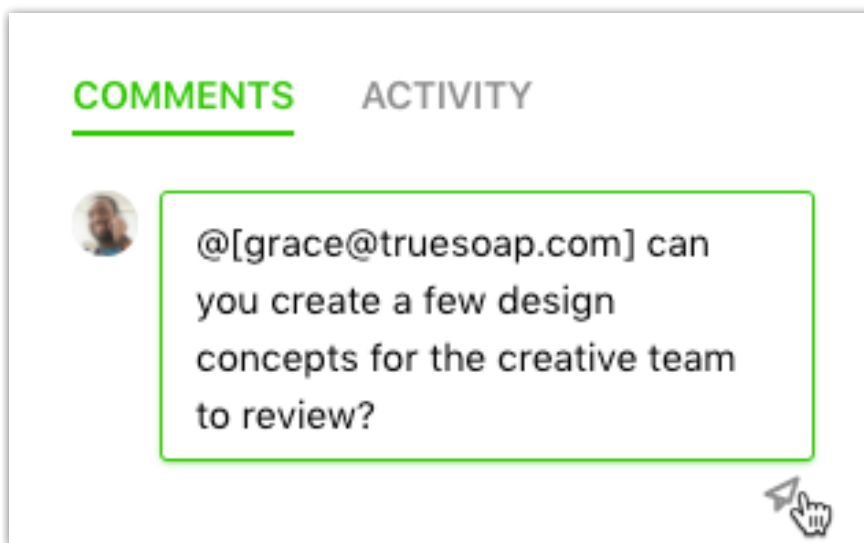 COMMENTS ACTIVITY
@[grace@truesoap.com] can
you create a few design
concepts for the creative team
to review?